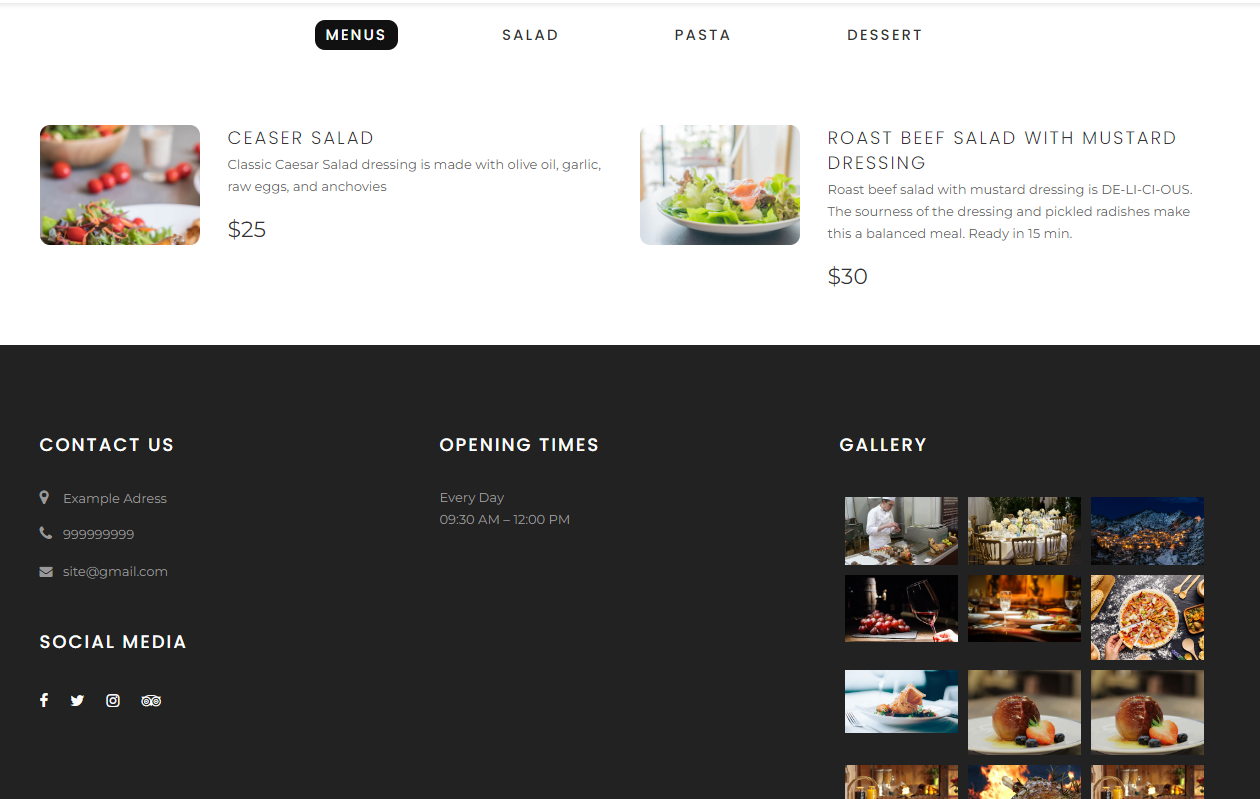 MENUS
SALAD
PASTA
DESSERT
CEASER SALAD
Classic Caesar Salad dressing is made with olive oil, garlic,
raw eggs, and anchovies
$25
ROAST BEEF SALAD WITH MUSTARD
DRESSING
Roast beef salad with mustard dressing is DE-LI-CI-OUS.
The sourness of the dressing and pickled radishes make
this a balanced meal. Ready in 15 min.
$30
CONTACT US
Example Adress
999999999
site@gmail.com
SOCIAL MEDIA
OPENING TIMES
Every Day
09:30 AM – 12:00 PM
GALLERY